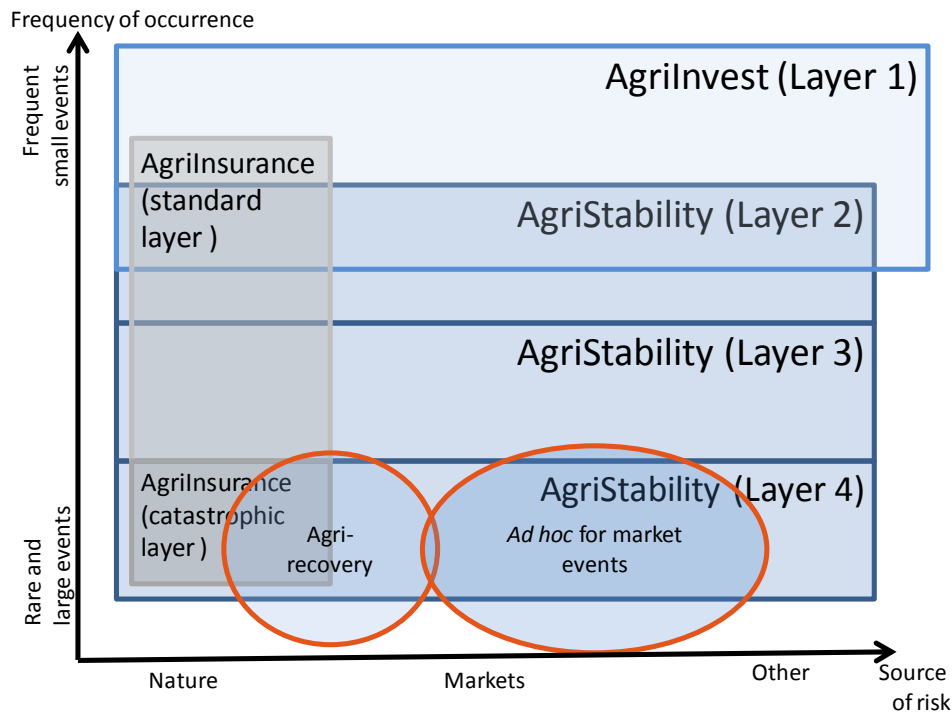 Frequency of occurrence
Frequent
small events
AgriInvest (Layer 1)
AgriInsurance
(standard
layer )
AgriStability (Layer 2)
AgriStability (Layer 3)
AgriInsurance
(catastrophic
layer )
AgriStability (Layer 4)
Agri-
recovery
Ad hoc for market
events
Rare and
large events
Nature
Markets
Other
Source
of risk